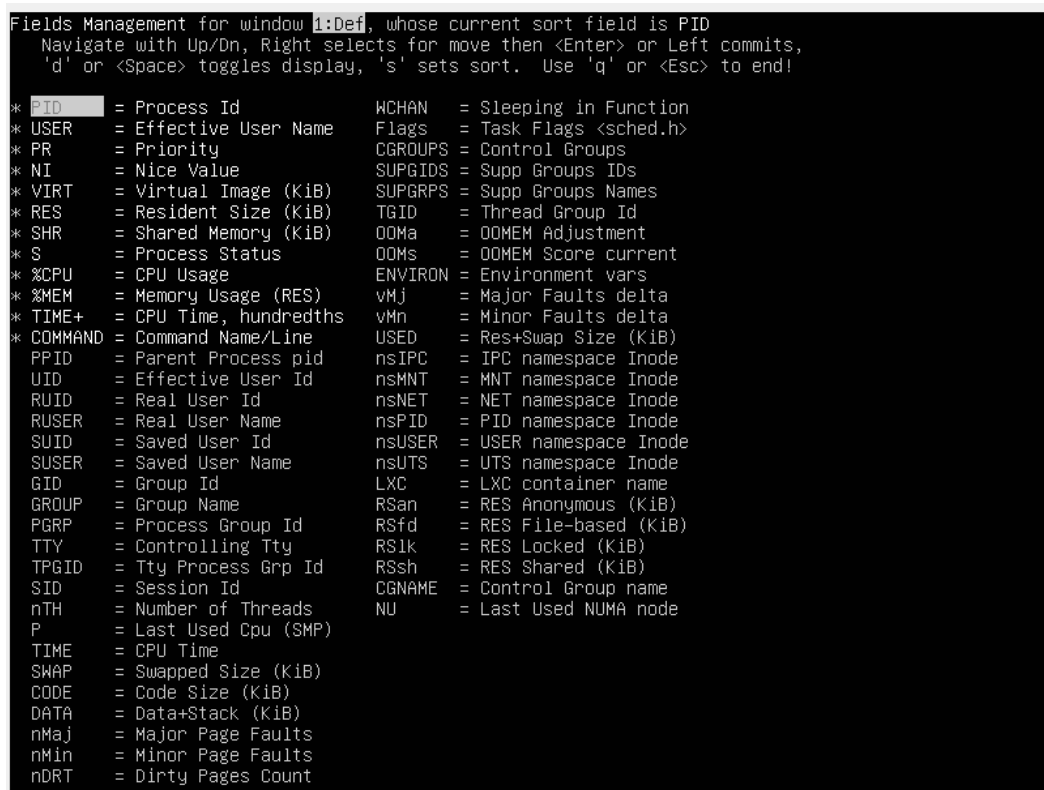 Fields Management for window 1:Def, whose current sort field is PID
   Navigate with Up/Dn, Right selects for move then <Enter> or Left commits,
   'd' or <Space> toggles display, 's' sets sort.  Use 'q' or <Esc> to end!

* PID     = Process Id             WCHAN   = Sleeping in Function
* USER    = Effective User Name    Flags   = Task Flags <sched.h>
* PR      = Priority               CGROUPS = Control Groups
* NI      = Nice Value             SUPGIDS = Supp Groups IDs
* VIRT    = Virtual Image (KiB)    SUPGRPS = Supp Groups Names
* RES     = Resident Size (KiB)    TGID    = Thread Group Id
* SHR     = Shared Memory (KiB)    OOMa    = OOMEM Adjustment
* S       = Process Status         OOMs    = OOMEM Score current
* %CPU    = CPU Usage              ENVIRON = Environment vars
* %MEM    = Memory Usage (RES)     vMj     = Major Faults delta
* TIME+   = CPU Time, hundredths   vMn     = Minor Faults delta
* COMMAND = Command Name/Line      USED    = Res+Swap Size (KiB)
  PPID    = Parent Process pid     nsIPC   = IPC namespace Inode
  UID     = Effective User Id      nsMNT   = MNT namespace Inode
  RUID    = Real User Id           nsNET   = NET namespace Inode
  RUSER   = Real User Name         nsPID   = PID namespace Inode
  SUID    = Saved User Id          nsUSER  = USER namespace Inode
  SUSER   = Saved User Name        nsUTS   = UTS namespace Inode
  GID     = Group Id               LXC     = LXC container name
  GROUP   = Group Name             RSan    = RES Anonymous (KiB)
  PGRP    = Process Group Id       RSfd    = RES File-based (KiB)
  TTY     = Controlling Tty        RSlk    = RES Locked (KiB)
  TPGID   = Tty Process Grp Id     RSsh    = RES Shared (KiB)
  SID     = Session Id             CGNAME  = Control Group name
  nTH     = Number of Threads      NU      = Last Used NUMA node
  P       = Last Used Cpu (SMP)
  TIME    = CPU Time
  SWAP    = Swapped Size (KiB)
  CODE    = Code Size (KiB)
  DATA    = Data+Stack (KiB)
  nMaj    = Major Page Faults
  nMin    = Minor Page Faults
  nDRT    = Dirty Pages Count